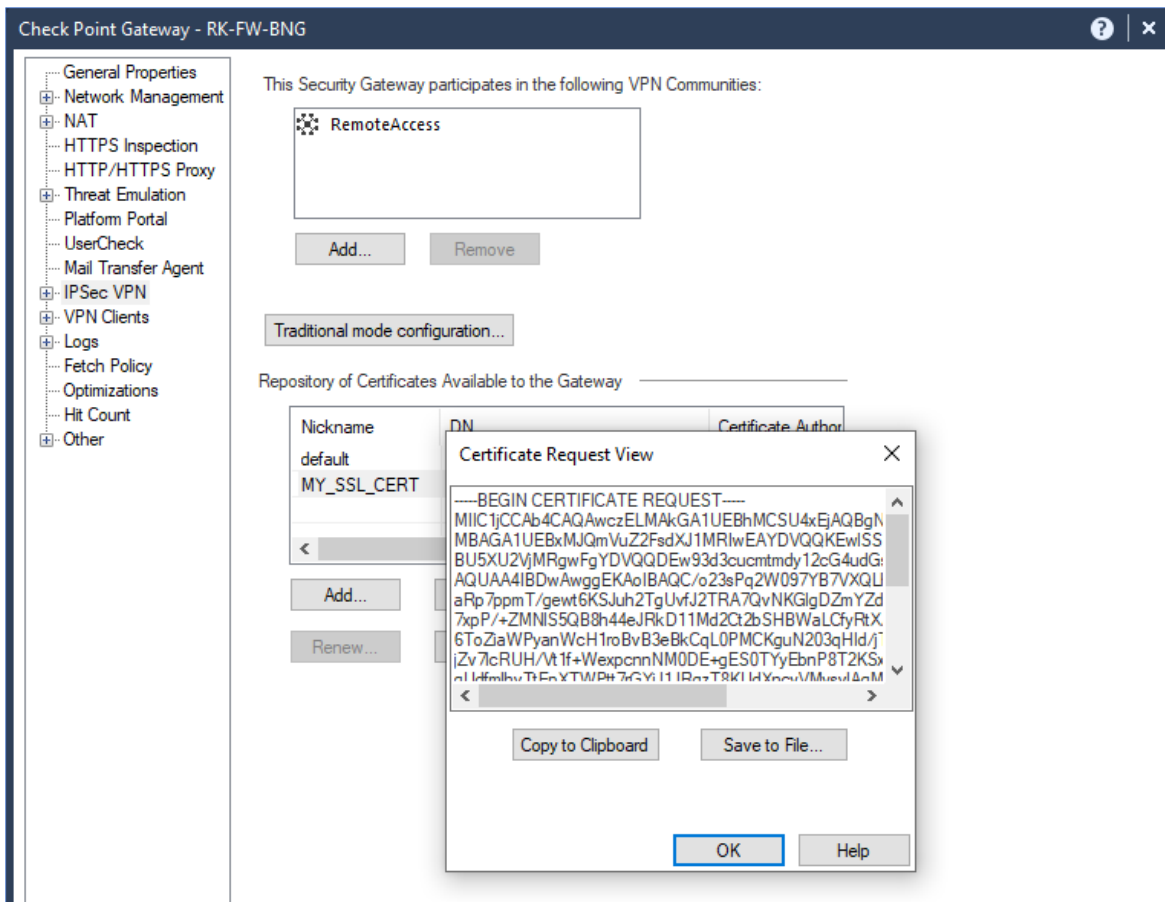 Check Point Gateway - RK-FW-BNG
General Properties
Network Management
NAT
HTTPS Inspection
HTTP/HTTPS Proxy
Threat Emulation
Platform Portal
UserCheck
Mail Transfer Agent
IPSec VPN
VPN Clients
Logs
Fetch Policy
Optimizations
Hit Count
Other
This Security Gateway participates in the following VPN Communities:
RemoteAccess
Add...
Remove
Traditional mode configuration...
Repository of Certificates Available to the Gateway
Nickname DN Certificate Author
default
MY_SSL_CERT
Add...
Renew...
Certificate Request View
-----BEGIN CERTIFICATE REQUEST-----
Copy to Clipboard
Save to File...
OK
Help